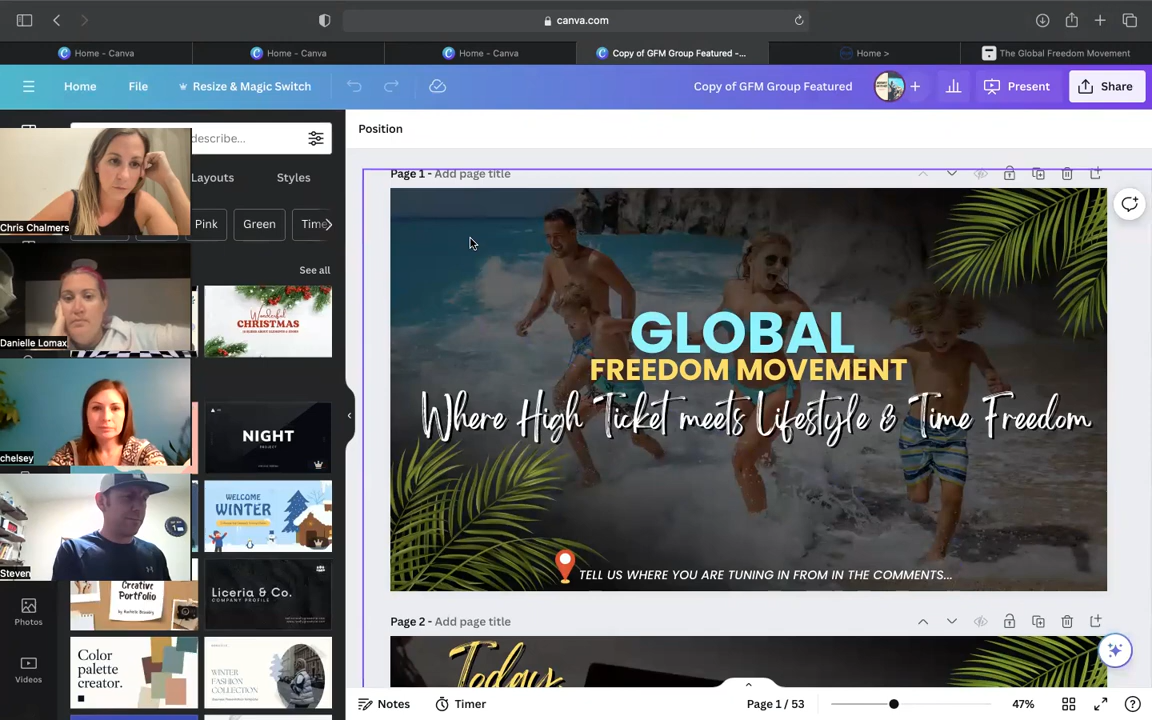 canva.com
Home - Canva
Home - Canva
Home - Canva
Copy of GFM Group Featured -...
Home >
The Global Freedom Movement
Home
File
Resize & Magic Switch
Copy of GFM Group Featured
Present
Share
describe...
Position
Layouts
Styles
Pink
Green
Time
See all
Chris Chalmers
Danielle Lomax
chelsey
Steven
Wonderful
CHRISTMAS
NIGHT
WELCOME
WINTER
Creative
Portfolio
Liceria & Co.
COMPANY PROFILE
Color
palette
creator.
WINTER
FASHION
COLLECTION
Photos
Videos
Page 1 - Add page title
GLOBAL
FREEDOM MOVEMENT
Where High Ticket meets Lifestyle & Time Freedom
TELL US WHERE YOU ARE TUNING IN FROM IN THE COMMENTS...
Page 2 - Add page title
Today
Notes
Timer
Page 1 / 53
47%